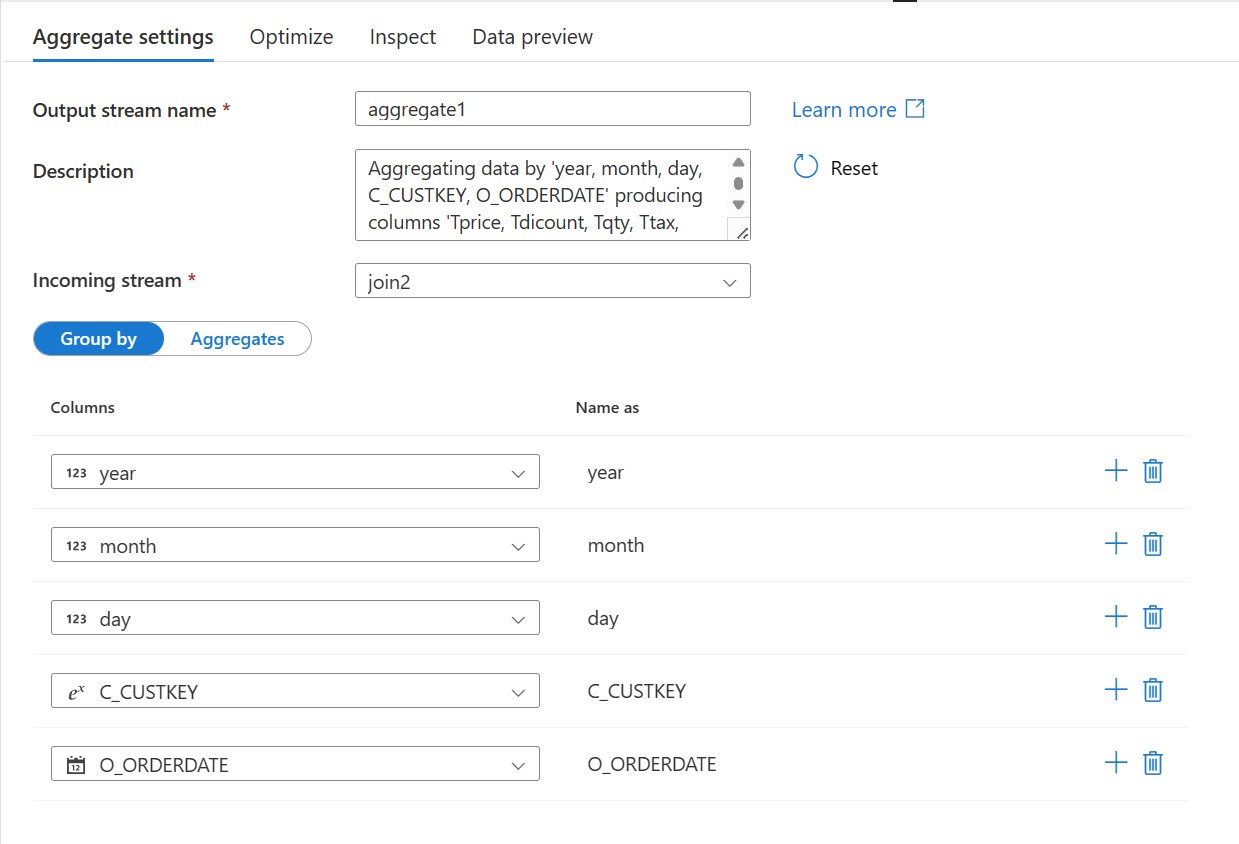 Aggregate settings Optimize Inspect Data preview
Output stream name * aggregate1 Learn more
Description Aggregating data by 'year, month, day,
C_CUSTKEY, O_ORDERDATE' producing
columns 'Tprice, Tdicount, Tqty, Ttax,
Reset
Incoming stream * join2
Group by Aggregates
Columns Name as
123 year year
123 month month
123 day day
eˣ C_CUSTKEY C_CUSTKEY
12 O_ORDERDATE O_ORDERDATE